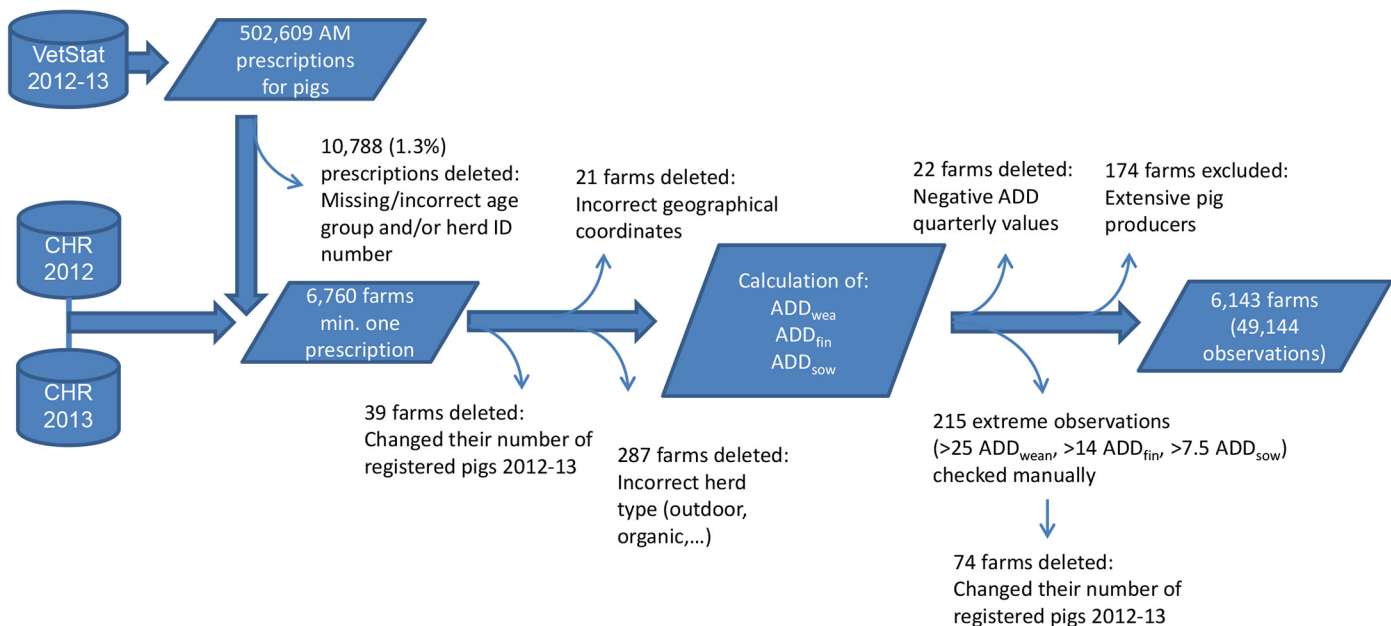 VetStat
2012-13
502,609 AM
prescriptions
for pigs
10,788 (1.3%)
prescriptions deleted:
Missing/incorrect age
group and/or herd ID
number
21 farms deleted:
Incorrect geographical
coordinates
22 farms deleted:
Negative ADD
quarterly values
174 farms excluded:
Extensive pig
producers
CHR
2012
CHR
2013
6,760 farms
min. one
prescription
Calculation of:
ADDwea
ADDfin
ADDsow
6,143 farms
(49,144
observations)
39 farms deleted:
Changed their number of
registered pigs 2012-13
287 farms deleted:
Incorrect herd
type (outdoor,
organic,...)
215 extreme observations
(>25 ADDwean, >14 ADDfin, >7.5 ADDsow)
checked manually
74 farms deleted:
Changed their number of
registered pigs 2012-13